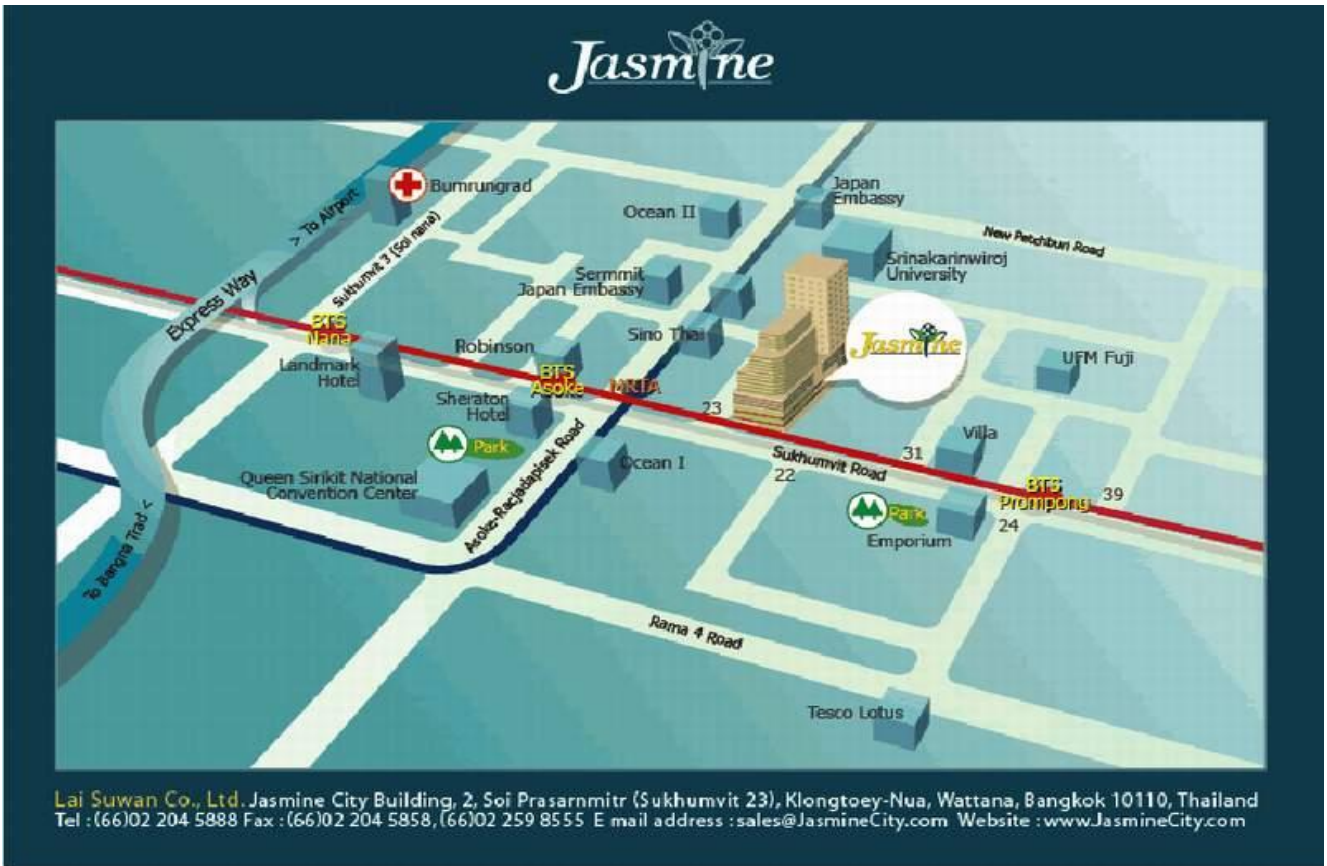 Jasmine
Bumrungrad
> To Airport
Sukhumvit 3 (Soi nana)
Express Way
Ocean II
Japan
Embassy
New Petchburi Road
Srinakarinwiroj
University
Sermmit
Japan Embassy
Jasmine
BTS
Nana
Landmark
Hotel
Robinson
BTS
Asoke
MRTA
Sino Thai
UFM Fuji
Sheraton
Hotel
23
Park
Queen Sirikit National
Convention Center
Asoke-Racjadapisek Road
Ocean I
Sukhumvit Road
22
31
Villa
BTS
Prompong
39
Park
Emporium
24
To Bangna Trad <
Rama 4 Road
Tesco Lotus
Lai Suwan Co., Ltd. Jasmine City Building, 2, Soi Prasarnmitr (Sukhumvit 23), Klongtoey-Nua, Wattana, Bangkok 10110, Thailand
Tel : (66)02 204 5888 Fax : (66)02 204 5858, (66)02 259 8555 E mail address : sales@JasmineCity.com Website : www.JasmineCity.com